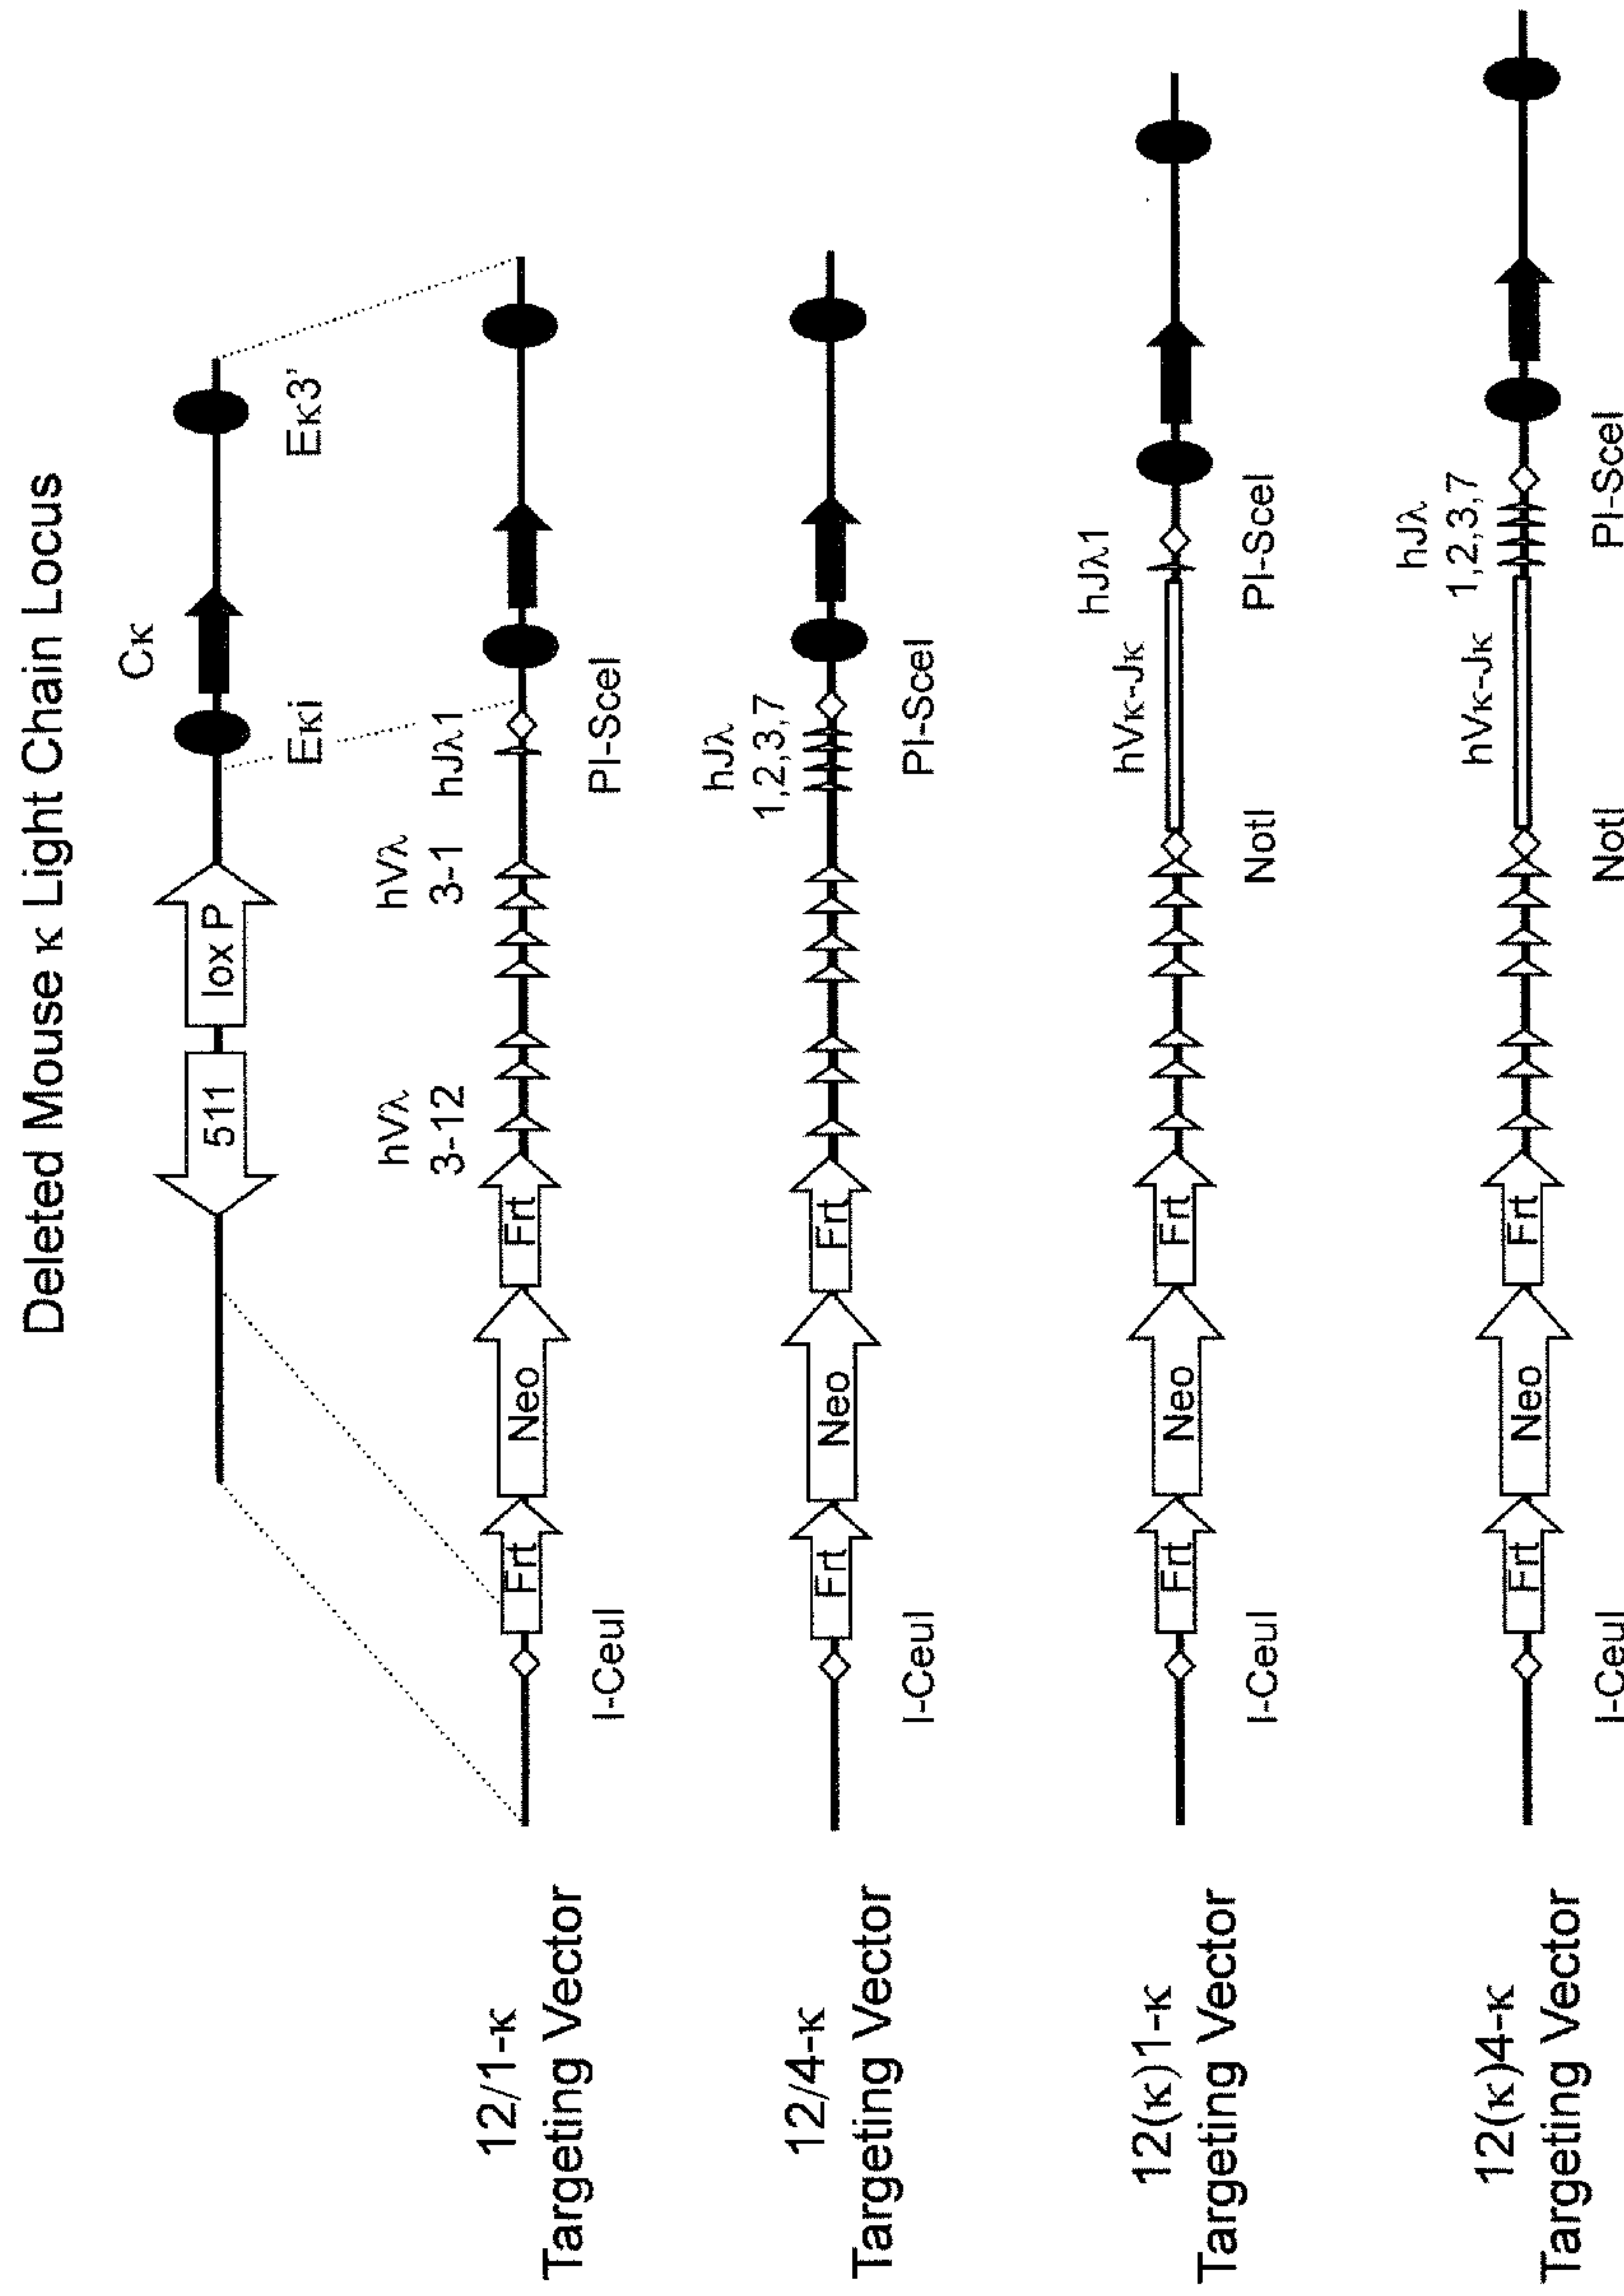 Deleted Mouse κ Light Chain Locus
511
lox P
Cκ
Eκi
Eκ3'
12/1-κ
Targeting Vector
I-CeuI
Frt
Neo
Frt
hVλ
3-12
hVλ
3-1
hJλ1
PI-SceI
12/4-κ
Targeting Vector
I-CeuI
Frt
Neo
Frt
hJλ
1,2,3,7
PI-SceI
12(κ)1-κ
Targeting Vector
I-CeuI
Frt
Neo
Frt
NotI
hVκ-Jκ
hJλ1
PI-SceI
12(κ)4-κ
Targeting Vector
I-CeuI
Frt
Neo
Frt
NotI
hVκ-Jκ
hJλ
1,2,3,7
PI-SceI